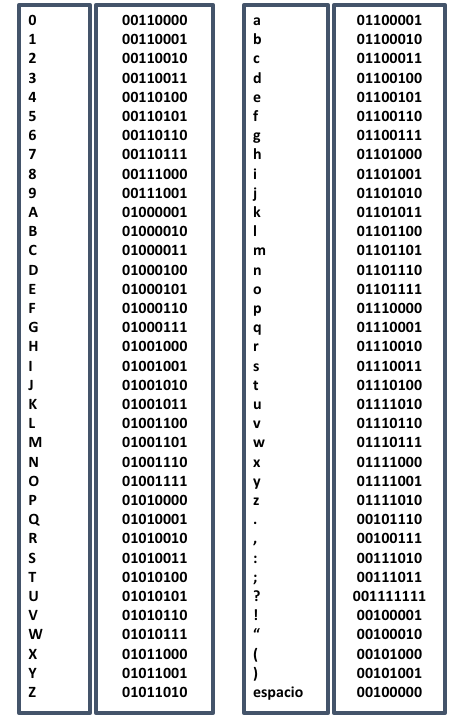 0 00110000 a 01100001
1 00110001 b 01100010
2 00110010 c 01100011
3 00110011 d 01100100
4 00110100 e 01100101
5 00110101 f 01100110
6 00110110 g 01100111
7 00110111 h 01101000
8 00111000 i 01101001
9 00111001 j 01101010
A 01000001 k 01101011
B 01000010 l 01101100
C 01000011 m 01101101
D 01000100 n 01101110
E 01000101 o 01101111
F 01000110 p 01110000
G 01000111 q 01110001
H 01001000 r 01110010
I 01001001 s 01110011
J 01001010 t 01110100
K 01001011 u 01111010
L 01001100 v 01110110
M 01001101 w 01110111
N 01001110 x 01111000
O 01001111 y 01111001
P 01010000 z 01111010
Q 01010001 . 00101110
R 01010010 , 00100111
S 01010011 : 00111010
T 01010100 ; 00111011
U 01010101 ? 001111111
V 01010110 ! 00100001
W 01010111 “ 00100010
X 01011000 ( 00101000
Y 01011001 ) 00101001
Z 01011010 espacio 00100000